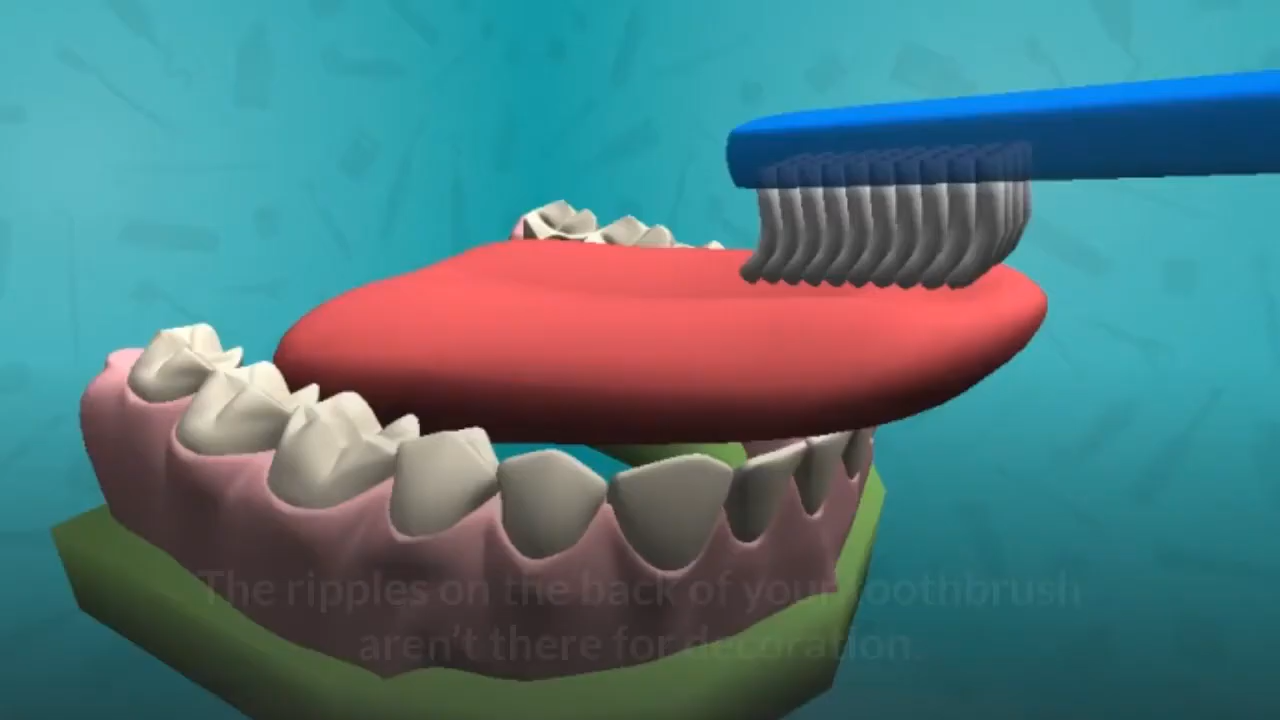 The ripples on the back of your toothbrush
aren't there for decoration.